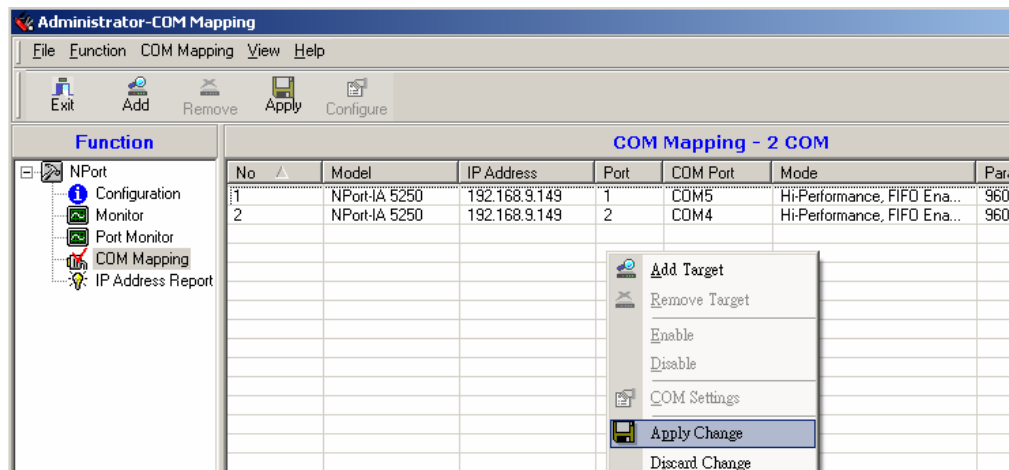 Administrator-COM Mapping
File Function COM Mapping View Help
Exit Add Remove Apply Configure
Function
COM Mapping - 2 COM
NPort
Configuration
Monitor
Port Monitor
COM Mapping
IP Address Report
No Model IP Address Port COM Port Mode Par
1 NPort-IA 5250 192.168.9.149 1 COM5 Hi-Performance, FIFO Ena... 960
2 NPort-IA 5250 192.168.9.149 2 COM4 Hi-Performance, FIFO Ena... 960
Add Target
Remove Target
Enable
Disable
COM Settings
Apply Change
Discard Change